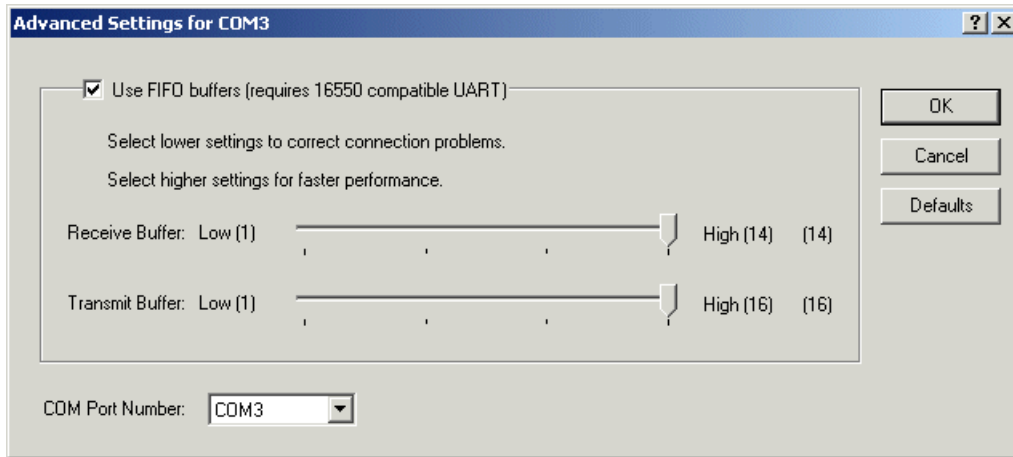 Advanced Settings for COM3
Use FIFO buffers (requires 16550 compatible UART)
OK
Select lower settings to correct connection problems.
Cancel
Select higher settings for faster performance.
Defaults
Receive Buffer: Low (1) High (14) (14)
Transmit Buffer: Low (1) High (16) (16)
COM Port Number: COM3